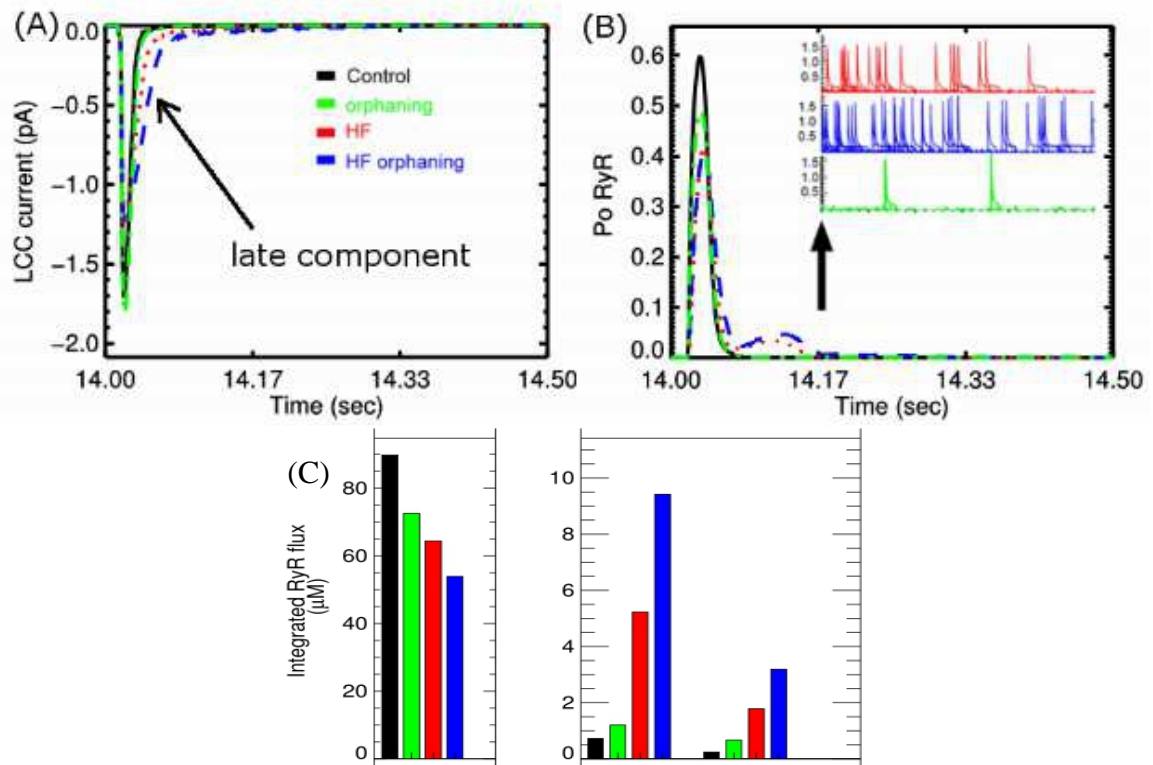 (A)
0.0
-0.5
-1.0
-1.5
-2.0
LCC current (pA)
Control
orphaning
HF
HF orphaning
late component
14.00 14.17 14.33 14.50
Time (sec)
(B)
0.6
0.5
0.4
0.3
0.2
0.1
0.0
Po RyR
1.5
1.0
0.5
1.5
1.0
0.5
1.5
1.0
0.5
14.00 14.17 14.33 14.50
Time (sec)
(C)
Integrated RyR flux
(μM)
80
60
40
20
0
10
8
6
4
2
0